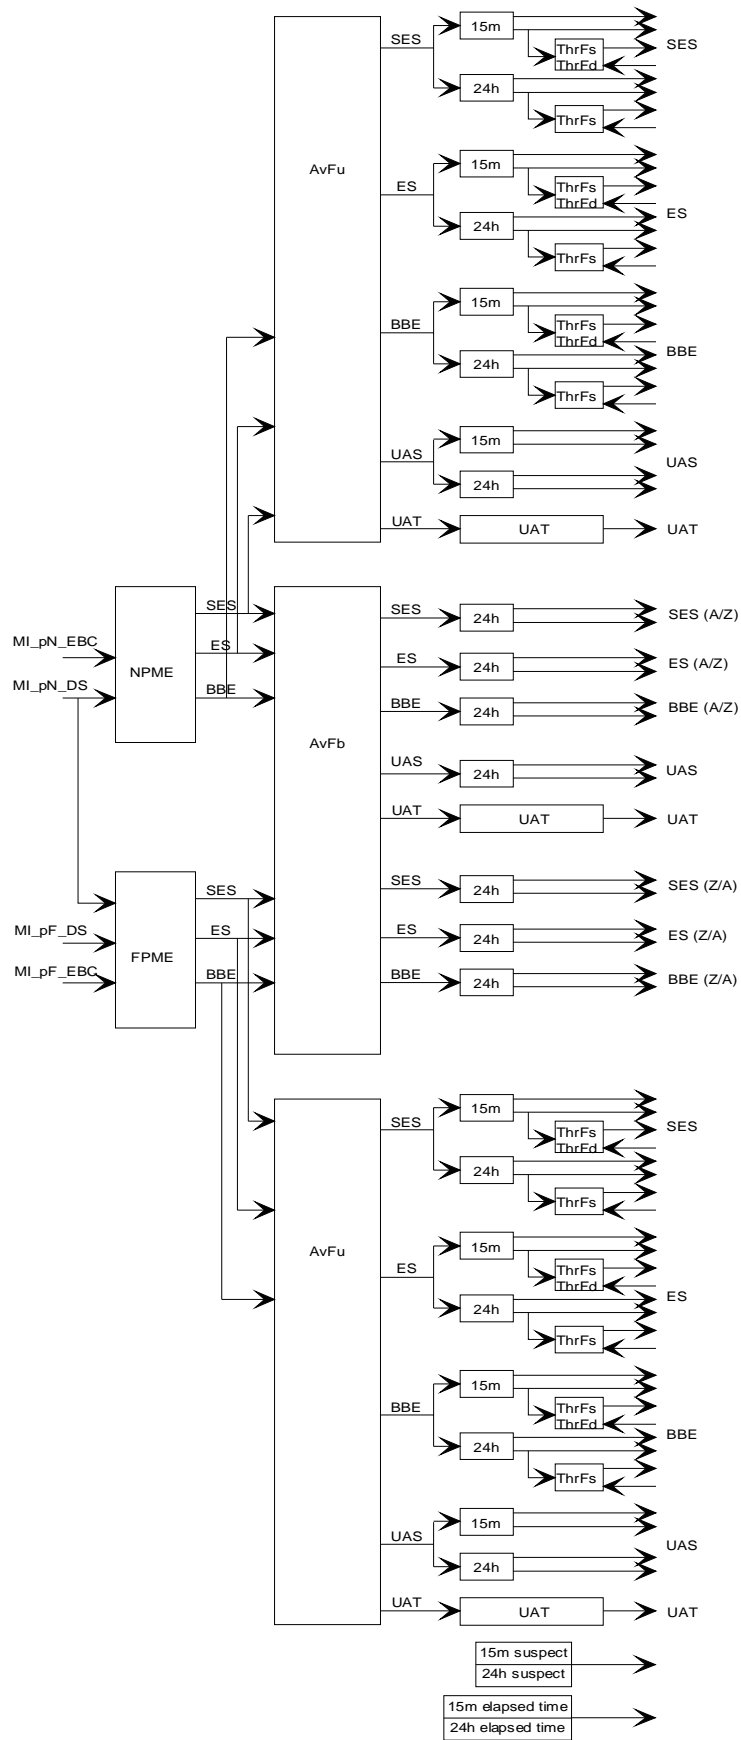 SES
15m
ThrFs
ThrFd
SES
24h
ThrFs
AvFu
ES
15m
ThrFs
ThrFd
ES
24h
ThrFs
BBE
15m
ThrFs
ThrFd
BBE
24h
ThrFs
UAS
15m
UAS
24h
UAT
UAT
UAT
SES
SES
24h
SES (A/Z)
MI_pN_EBC
ES
ES
24h
ES (A/Z)
NPME
MI_pN_DS
BBE
BBE
24h
BBE (A/Z)
AvFb
UAS
24h
UAS
UAT
UAT
UAT
SES
SES
24h
SES (Z/A)
MI_pF_DS
ES
ES
24h
ES (Z/A)
FPME
MI_pF_EBC
BBE
BBE
24h
BBE (Z/A)
SES
15m
ThrFs
ThrFd
SES
24h
ThrFs
AvFu
ES
15m
ThrFs
ThrFd
ES
24h
ThrFs
BBE
15m
ThrFs
ThrFd
BBE
24h
ThrFs
UAS
15m
UAS
24h
UAT
UAT
UAT
15m suspect
24h suspect
15m elapsed time
24h elapsed time